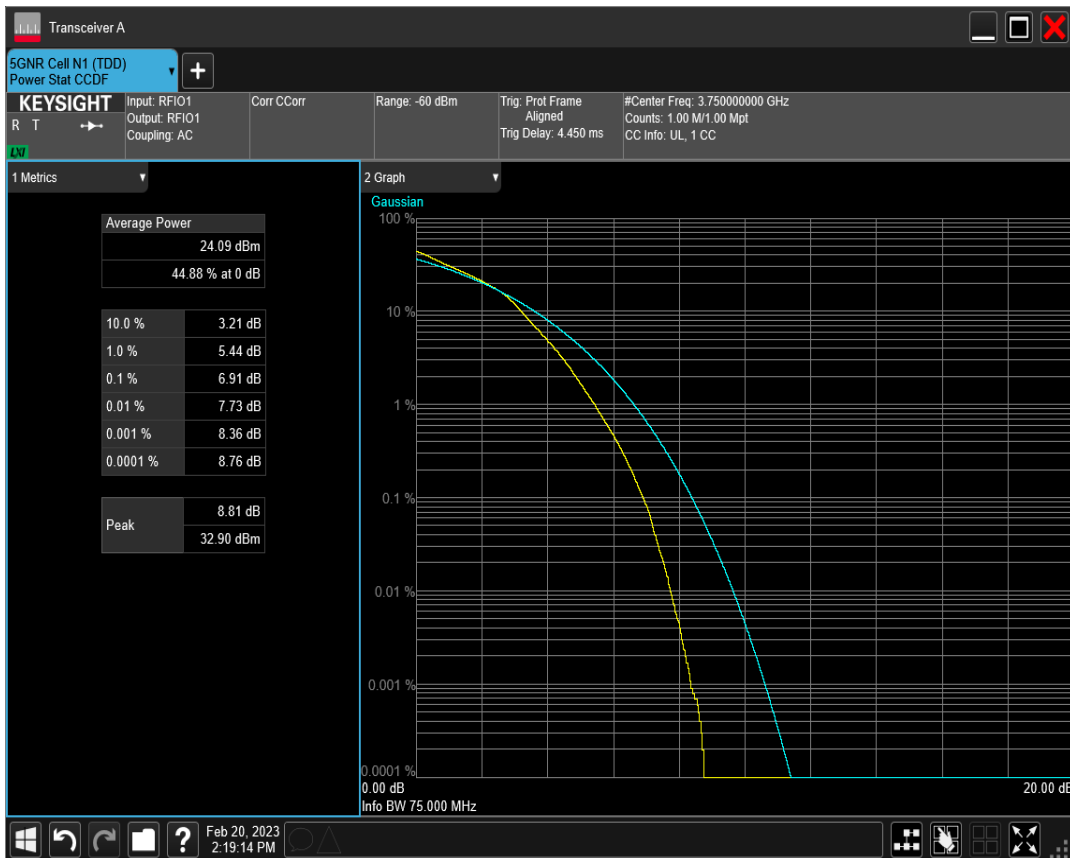 Transceiver A
5GNR Cell N1 (TDD)
Power Stat CCDF
KEYSIGHT
R T
LXI
Input: RFIO1
Output: RFIO1
Coupling: AC
Corr CCorr
Range: -60 dBm
Trig: Prot Frame
Aligned
Trig Delay: 4.450 ms
#Center Freq: 3.750000000 GHz
Counts: 1.00 M/1.00 Mpt
CC Info: UL, 1 CC
1 Metrics
Average Power
24.09 dBm
44.88 % at 0 dB
10.0 % 3.21 dB
1.0 % 5.44 dB
0.1 % 6.91 dB
0.01 % 7.73 dB
0.001 % 8.36 dB
0.0001 % 8.76 dB
Peak
8.81 dB
32.90 dBm
2 Graph
Gaussian
100 %
10 %
1 %
0.1 %
0.01 %
0.001 %
0.0001 %
0.00 dB 20.00 dB
Info BW 75.000 MHz
?
Feb 20, 2023
2:19:14 PM